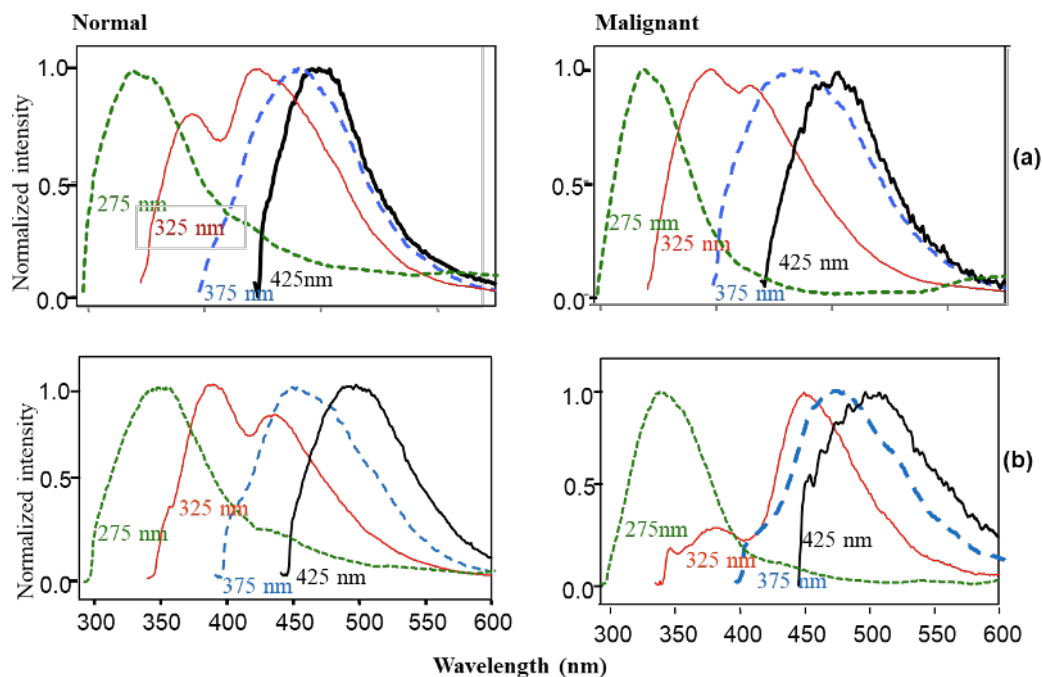 Normal
Malignant
Normalized intensity
1.0
0.5
0.0
275 nm
325 nm
375 nm
425nm
1.0
0.5
0.0
275 nm
325 nm
375 nm
425 nm
(a)
Normalized intensity
1.0
0.5
0.0
275 nm
325 nm
375 nm
425 nm
300 350 400 450 500 550 600
1.0
0.5
0.0
275nm
325 nm
375 nm
425 nm
(b)
300 350 400 450 500 550 600
Wavelength (nm)